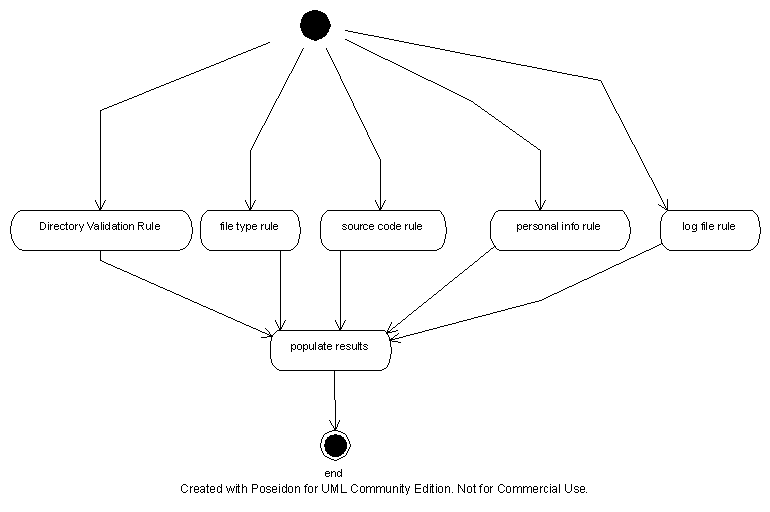 Directory Validation Rule
file type rule
source code rule
personal info rule
log file rule
populate results
end
Created with Poseidon for UML Community Edition. Not for Commercial Use.